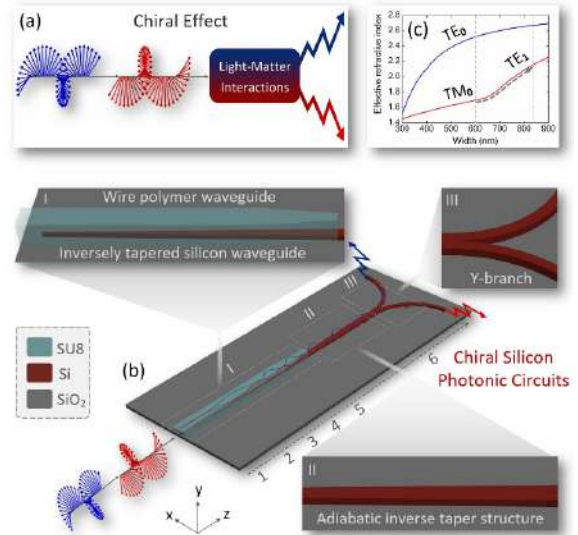 (a)
Chiral Effect
Light-Matter
Interactions
(c)
Effective refractive index
2.8
2.6
2.4
2.2
2.0
1.8
1.6
1.4
TE₀
TE₁
TM₀
300 400 500 600 700 800 900
Width (nm)
I
Wire polymer waveguide
Inversely tapered silicon waveguide
III
Y-branch
SU8
Si
SiO₂
(b)
I
II
III
1
2
3
4
5
6
Chiral Silicon
Photonic Circuits
x
y
z
II
Adiabatic inverse taper structure